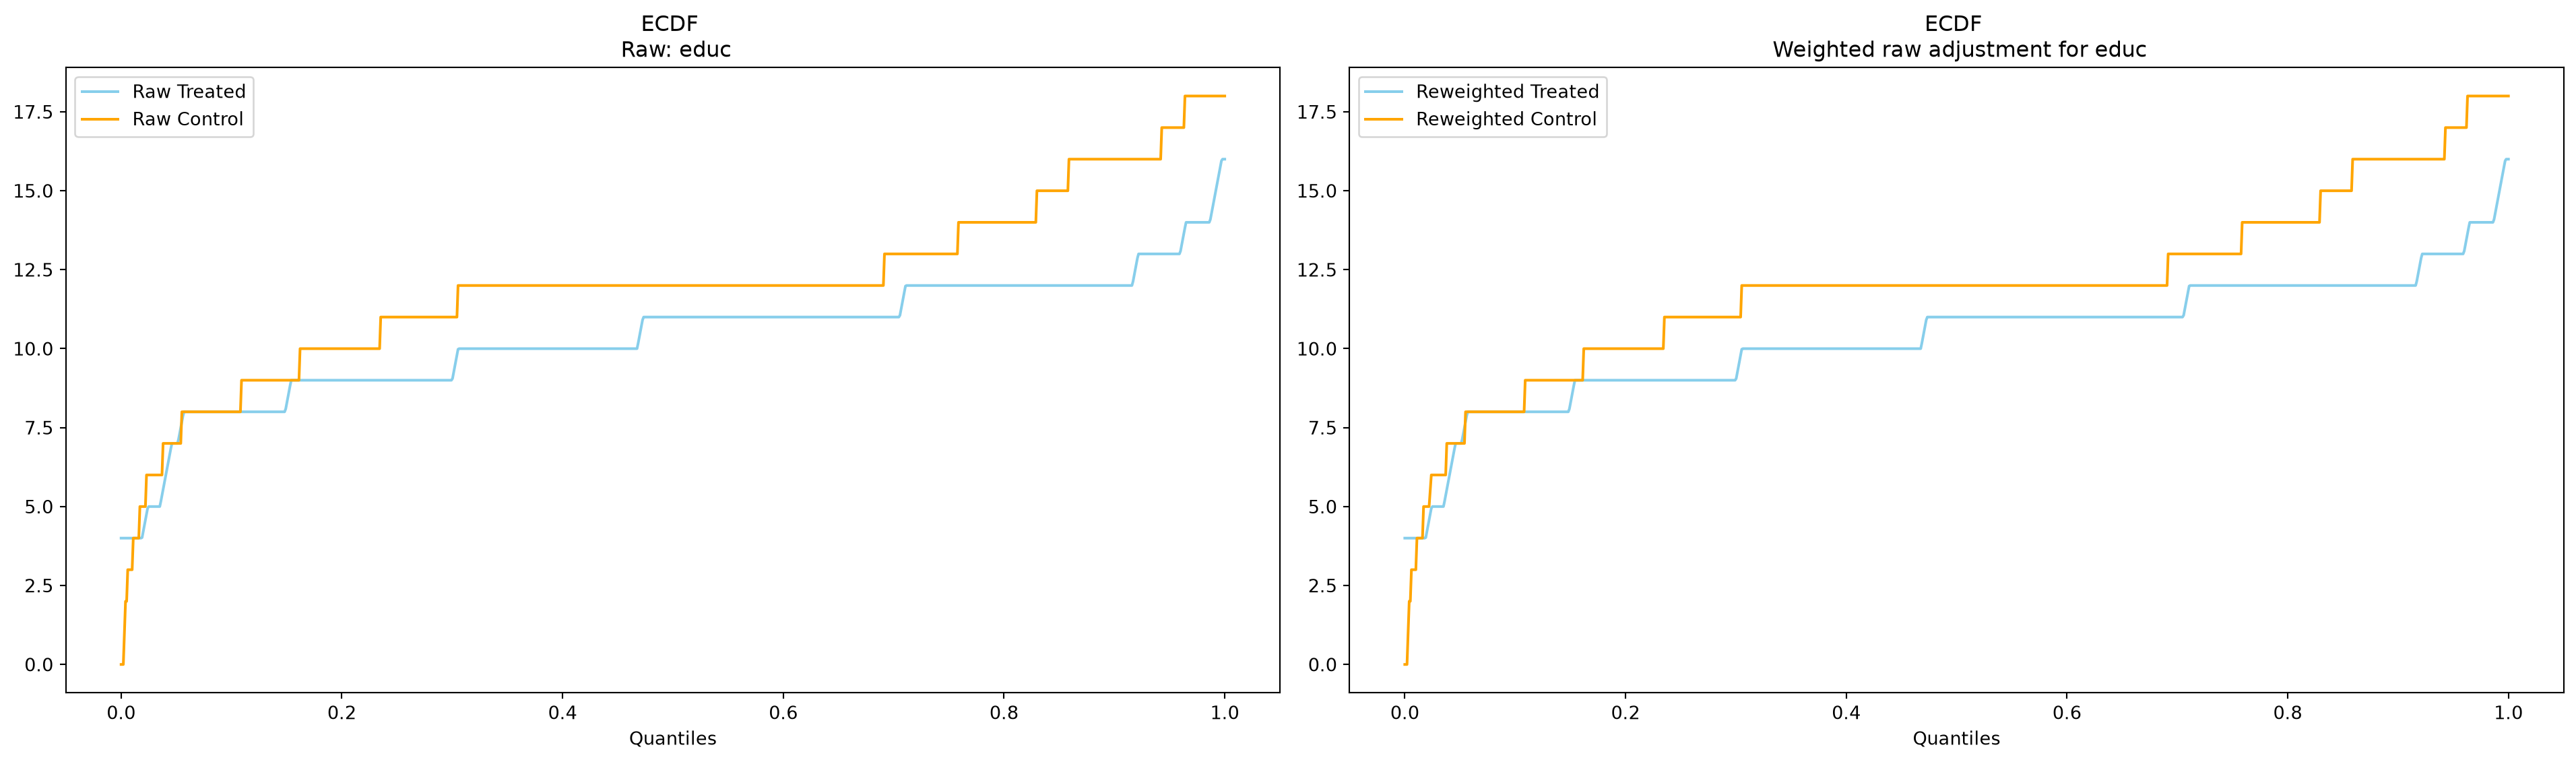 ECDF
Raw: educ
Raw Treated
Raw Control
17.5
15.0
12.5
10.0
7.5
5.0
2.5
0.0
0.0 0.2 0.4 0.6 0.8 1.0
Quantiles
ECDF
Weighted raw adjustment for educ
Reweighted Treated
Reweighted Control
17.5
15.0
12.5
10.0
7.5
5.0
2.5
0.0
0.0 0.2 0.4 0.6 0.8 1.0
Quantiles